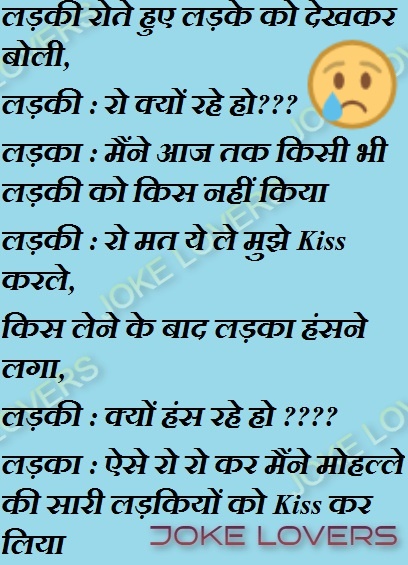 लड़की रोते हुए लड़के को देखकर
बोली,
लड़की : रो क्यों रहे हो???
लड़का : मैंने आज तक किसी भी
लड़की को किस नहीं किया
लड़की : रो मत ये ले मुझे Kiss
करले,
किस लेने के बाद लड़का हंसने
लगा,
लड़की : क्यों हंस रहे हो ????
लड़का : ऐसे रो रो कर मैंने मोहल्ले
की सारी लड़कियों को Kiss कर
लिया
JOKE LOVERS